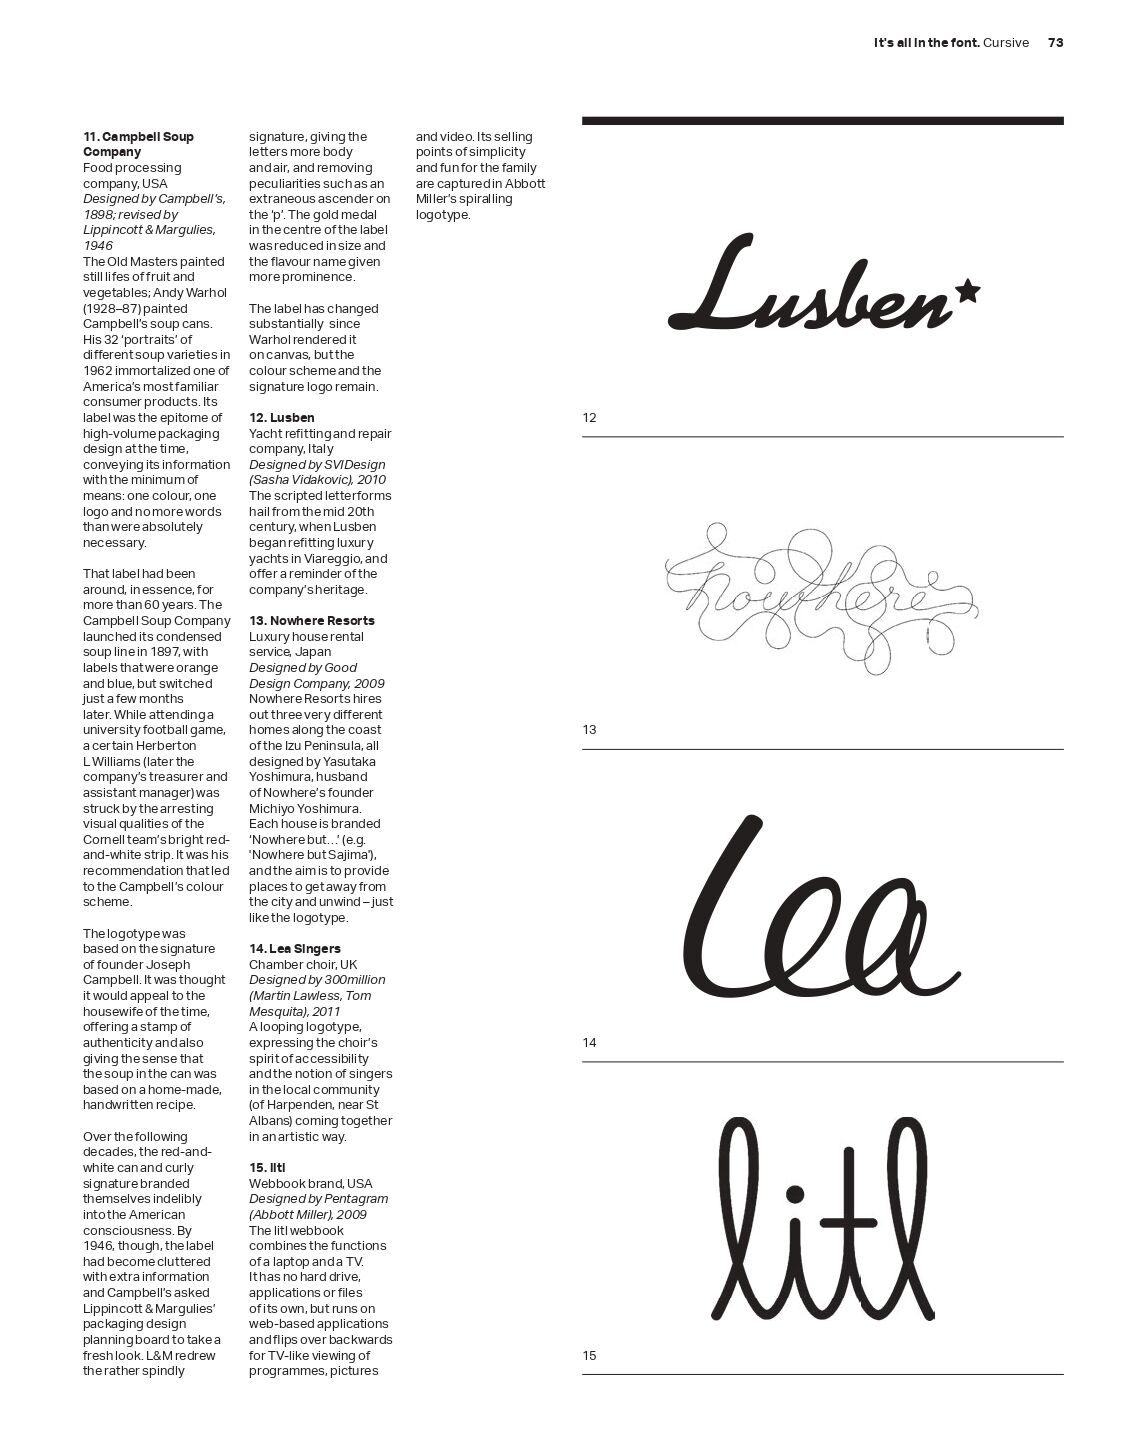 It's all in the font. Cursive 73
11. Campbell Soup
Company
Food processing
company, USA
Designed by Campbell's,
1898; revised by
Lippincott & Margulies,
1946
The Old Masters painted
still lifes of fruit and
vegetables; Andy Warhol
(1928–87) painted
Campbell's soup cans.
His 32 'portraits' of
different soup varieties in
1962 immortalized one of
America's most familiar
consumer products. Its
label was the epitome of
high-volume packaging
design at the time,
conveying its information
with the minimum of
means: one colour, one
logo and no more words
than were absolutely
necessary.
That label had been
around, in essence, for
more than 60 years. The
Campbell Soup Company
launched its condensed
soup line in 1897, with
labels that were orange
and blue, but switched
just a few months
later. While attending a
university football game,
a certain Herberton
L Williams (later the
company's treasurer and
assistant manager) was
struck by the arresting
visual qualities of the
Cornell team's bright red-
and-white strip. It was his
recommendation that led
to the Campbell's colour
scheme.
The logotype was
based on the signature
of founder Joseph
Campbell. It was thought
it would appeal to the
housewife of the time,
offering a stamp of
authenticity and also
giving the sense that
the soup in the can was
based on a home-made,
handwritten recipe.
Over the following
decades, the red-and-
white can and curly
signature branded
themselves indelibly
into the American
consciousness. By
1946, though, the label
had become cluttered
with extra information
and Campbell's asked
Lippincott & Margulies'
packaging design
planning board to take a
fresh look. L&M redrew
the rather spindly
signature, giving the
letters more body
and air, and removing
peculiarities such as an
extraneous ascender on
the 'p'. The gold medal
in the centre of the label
was reduced in size and
the flavour name given
more prominence.
The label has changed
substantially since
Warhol rendered it
on canvas, but the
colour scheme and the
signature logo remain.
12. Lusben
Yacht refitting and repair
company, Italy
Designed by SVIDesign
(Sasha Vidakovic), 2010
The scripted letterforms
hail from the mid 20th
century, when Lusben
began refitting luxury
yachts in Viareggio, and
offer a reminder of the
company's heritage.
13. Nowhere Resorts
Luxury house rental
service, Japan
Designed by Good
Design Company, 2009
Nowhere Resorts hires
out three very different
homes along the coast
of the Izu Peninsula, all
designed by Yasutaka
Yoshimura, husband
of Nowhere's founder
Michiyo Yoshimura.
Each house is branded
'Nowhere but…' (e.g.
'Nowhere but Sajima'),
and the aim is to provide
places to get away from
the city and unwind – just
like the logotype.
14. Lea Singers
Chamber choir, UK
Designed by 300million
(Martin Lawless, Tom
Mesquita), 2011
A looping logotype,
expressing the choir's
spirit of accessibility
and the notion of singers
in the local community
(of Harpenden, near St
Albans) coming together
in an artistic way.
15. litl
Webbook brand, USA
Designed by Pentagram
(Abbott Miller), 2009
The litl webbook
combines the functions
of a laptop and a TV.
It has no hard drive,
applications or files
of its own, but runs on
web-based applications
and flips over backwards
for TV-like viewing of
programmes, pictures
and video. Its selling
points of simplicity
and fun for the family
are captured in Abbott
Miller's spiralling
logotype.
Lusben
12
nowhere
13
Lea
14
litl
15